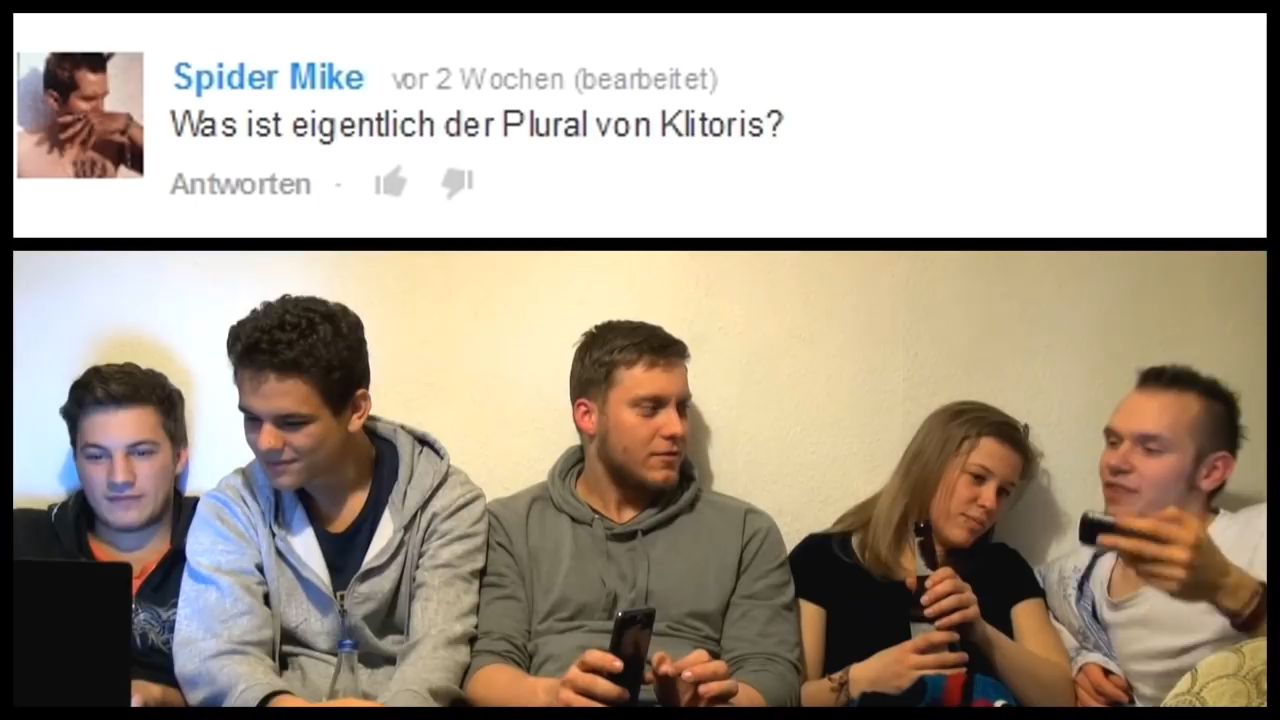 Spider Mike vor 2 Wochen (bearbeitet)
Was ist eigentlich der Plural von Klitoris?
Antworten ·